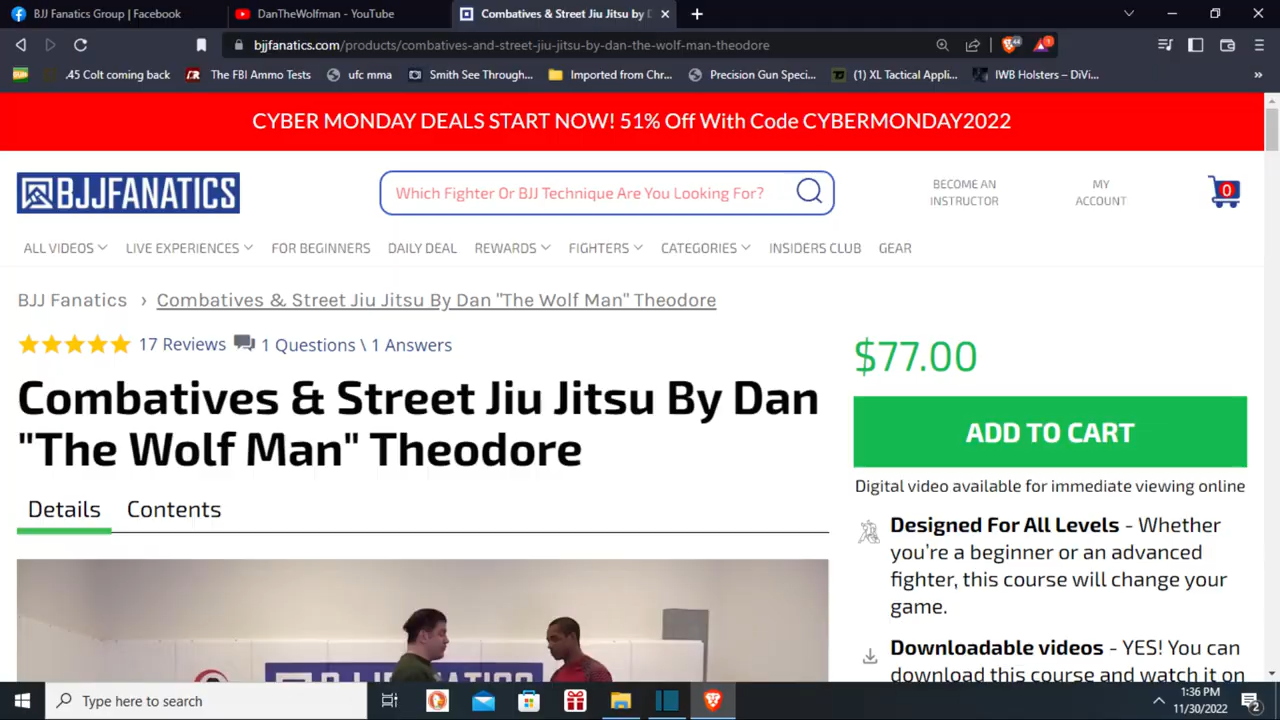 BJJ Fanatics Group | Facebook
DanTheWolfman - YouTube
Combatives & Street Jiu Jitsu by D
bjjfanatics.com/products/combatives-and-street-jiu-jitsu-by-dan-the-wolf-man-theodore
.45 Colt coming back
The FBI Ammo Tests
ufc mma
Smith See Through...
Imported from Chr...
Precision Gun Speci...
(1) XL Tactical Appli...
IWB Holsters – DiVi...
CYBER MONDAY DEALS START NOW! 51% Off With Code CYBERMONDAY2022
BJJFANATICS
Which Fighter Or BJJ Technique Are You Looking For?
BECOME AN
INSTRUCTOR
MY
ACCOUNT
0
ALL VIDEOS LIVE EXPERIENCES FOR BEGINNERS DAILY DEAL REWARDS FIGHTERS CATEGORIES INSIDERS CLUB GEAR
BJJ Fanatics › Combatives & Street Jiu Jitsu By Dan "The Wolf Man" Theodore
17 Reviews 1 Questions \ 1 Answers
Combatives & Street Jiu Jitsu By Dan
"The Wolf Man" Theodore
Details Contents
$77.00
ADD TO CART
Digital video available for immediate viewing online
Designed For All Levels - Whether
you're a beginner or an advanced
fighter, this course will change your
game.
Downloadable videos - YES! You can
download this course and watch it on
Type here to search
1:36 PM
11/30/2022
2